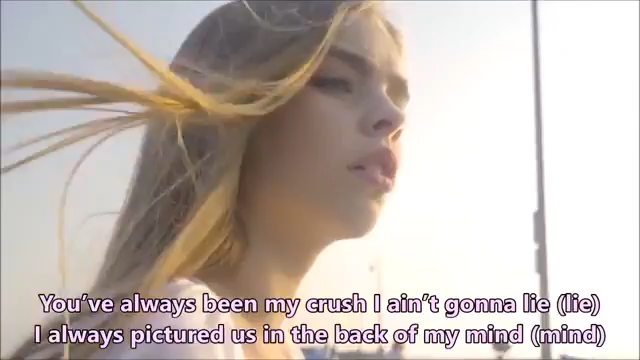 You've always been my crush I ain't gonna lie (lie)
I always pictured us in the back of my mind (mind)